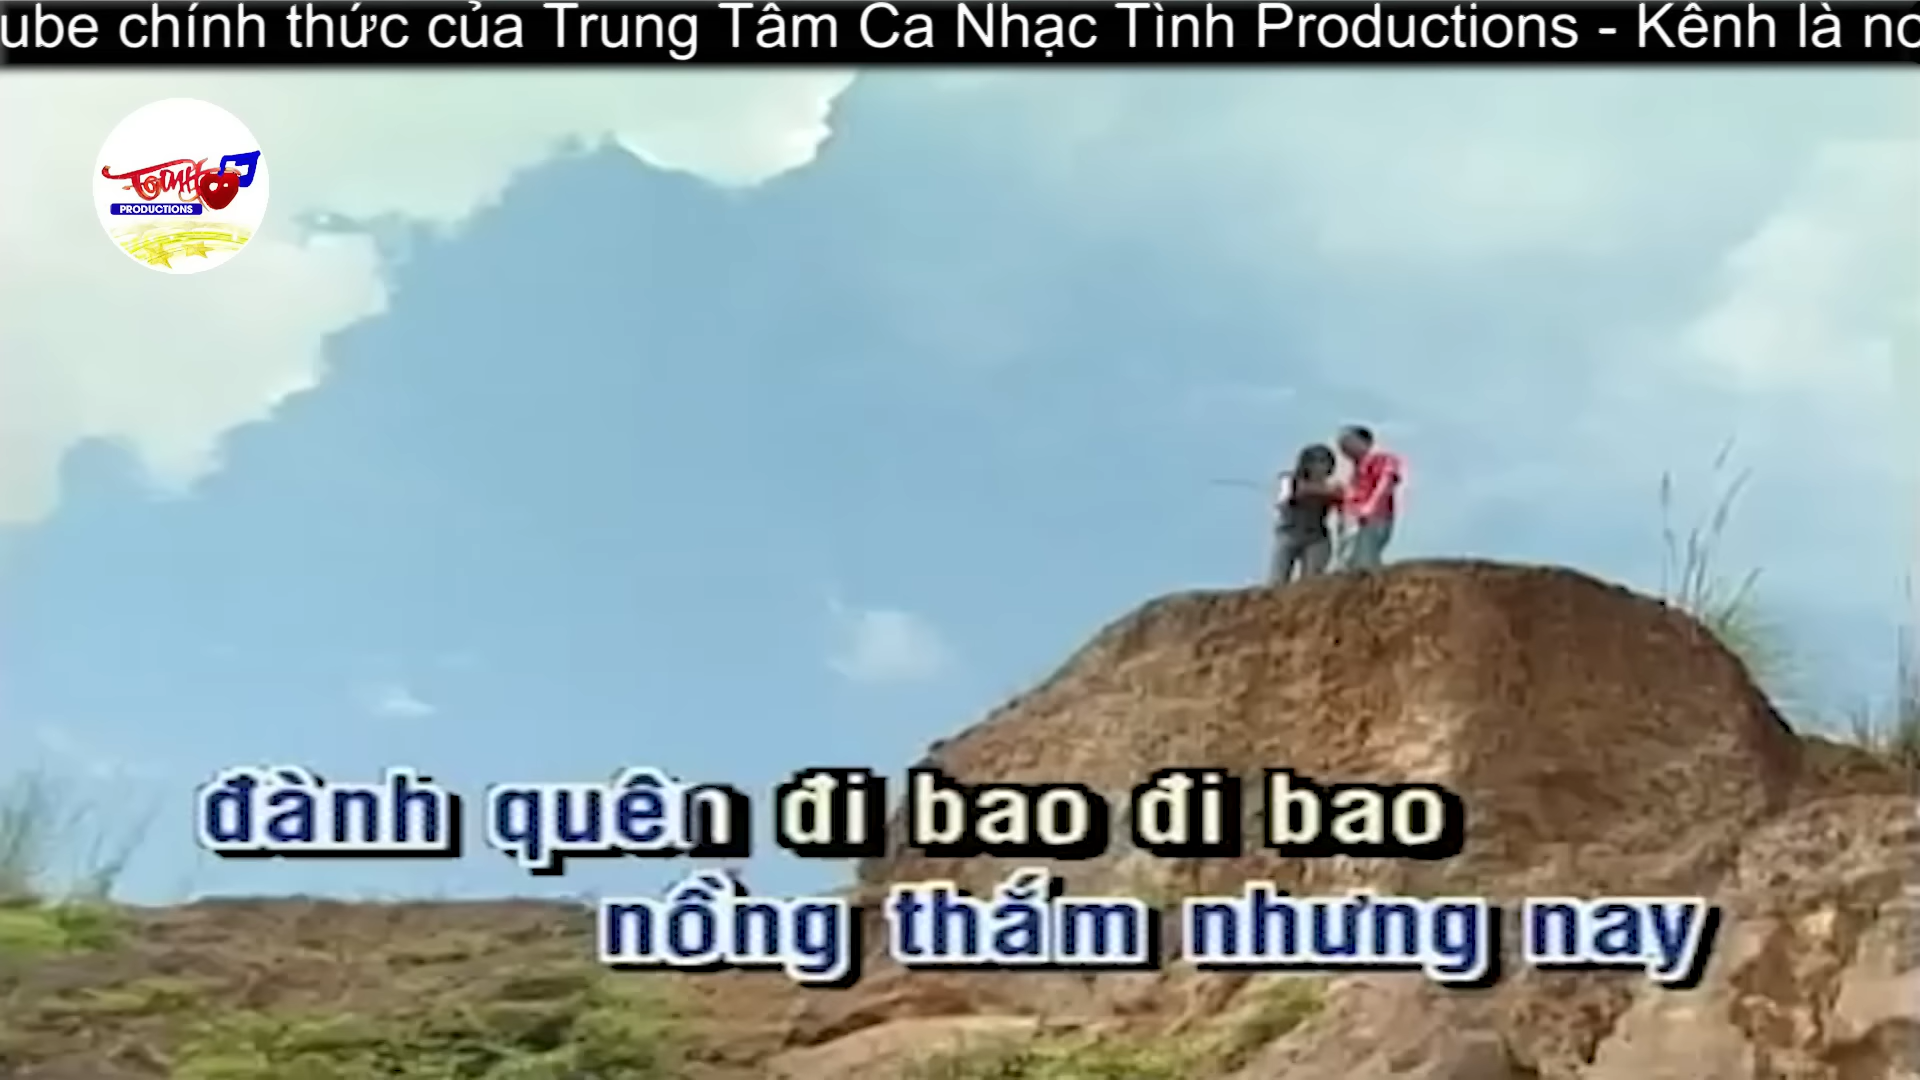 ube chính thức của Trung Tâm Ca Nhạc Tình Productions - Kênh là nơ
PRODUCTIONS
đành quên đi bao đi bao
nồng thắm nhưng nay